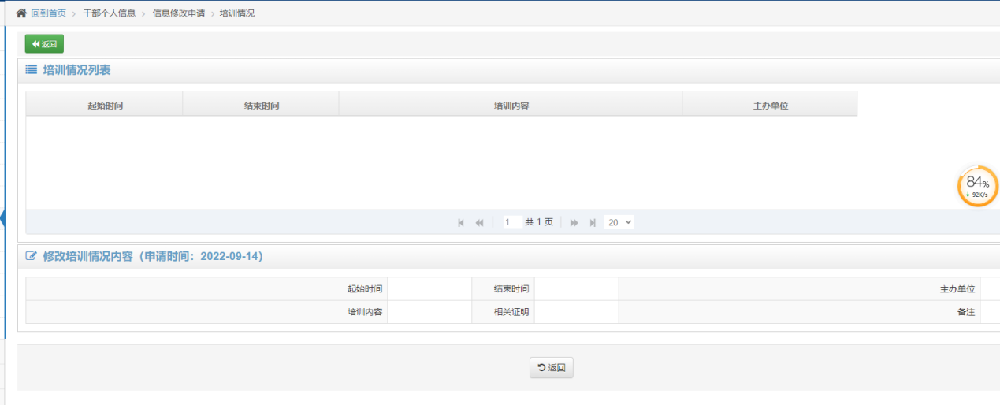 回到首页 > 干部个人信息 > 信息修改申请 > 培训情况
返回
培训情况列表
起始时间 结束时间 培训内容 主办单位
84%
92K/s
1 共 1 页 20
修改培训情况内容（申请时间：2022-09-14）
起始时间 结束时间 主办单位
培训内容 相关证明 备注
返回